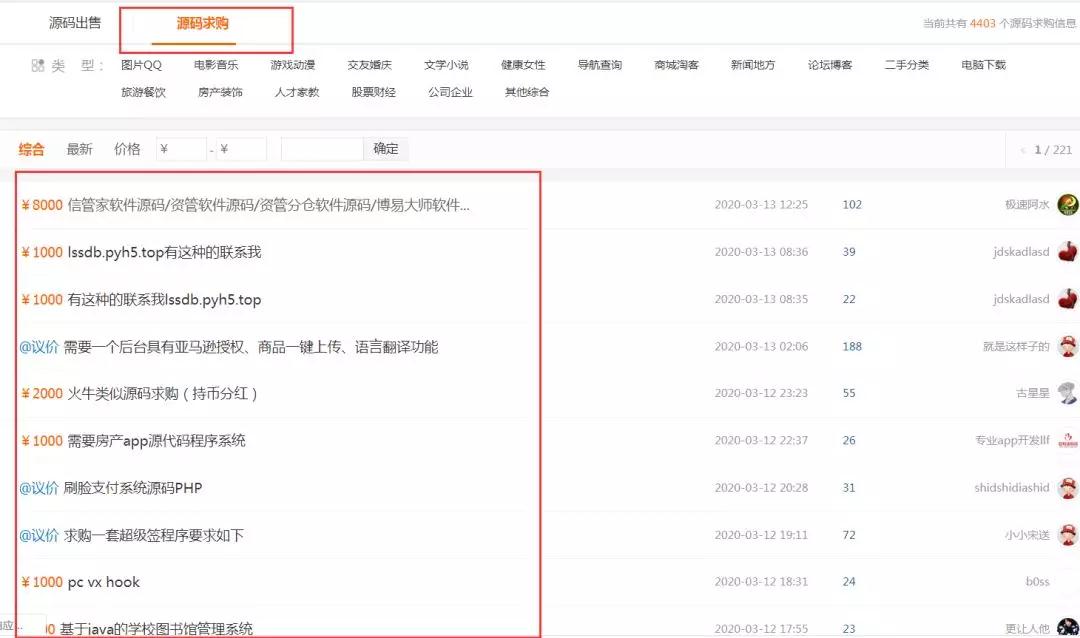 源码出售 源码求购 当前共有 4403 个源码求购信息
类 型： 图片QQ 电影音乐 游戏动漫 交友婚庆 文学小说 健康女性 导航查询 商城淘客 新闻地方 论坛博客 二手分类 电脑下载
旅游餐饮 房产装饰 人才家教 股票财经 公司企业 其他综合
综合 最新 价格 ¥ - ¥ 确定 < 1 / 221
¥8000 信管家软件源码/资管软件源码/资管分仓软件源码/博易大师软件... 2020-03-13 12:25 102 极速阿水
¥1000 lssdb.pyh5.top有这种的联系我 2020-03-13 08:36 39 jdskadlasd
¥1000 有这种的联系我lssdb.pyh5.top 2020-03-13 08:35 22 jdskadlasd
@议价 需要一个后台具有亚马逊授权、商品一键上传、语言翻译功能 2020-03-13 02:06 188 就是这样子的
¥2000 火牛类似源码求购（持币分红） 2020-03-12 23:23 55 古星星
¥1000 需要房产app源代码程序系统 2020-03-12 22:37 26 专业app开发llf
@议价 刷脸支付系统源码PHP 2020-03-12 20:28 31 shidshidiashid
@议价 求购一套超级签程序要求如下 2020-03-12 19:11 72 小小宋送
¥1000 pc vx hook 2020-03-12 18:31 24 b0ss
0 基于java的学校图书馆管理系统 2020-03-12 17:55 23 更让人他